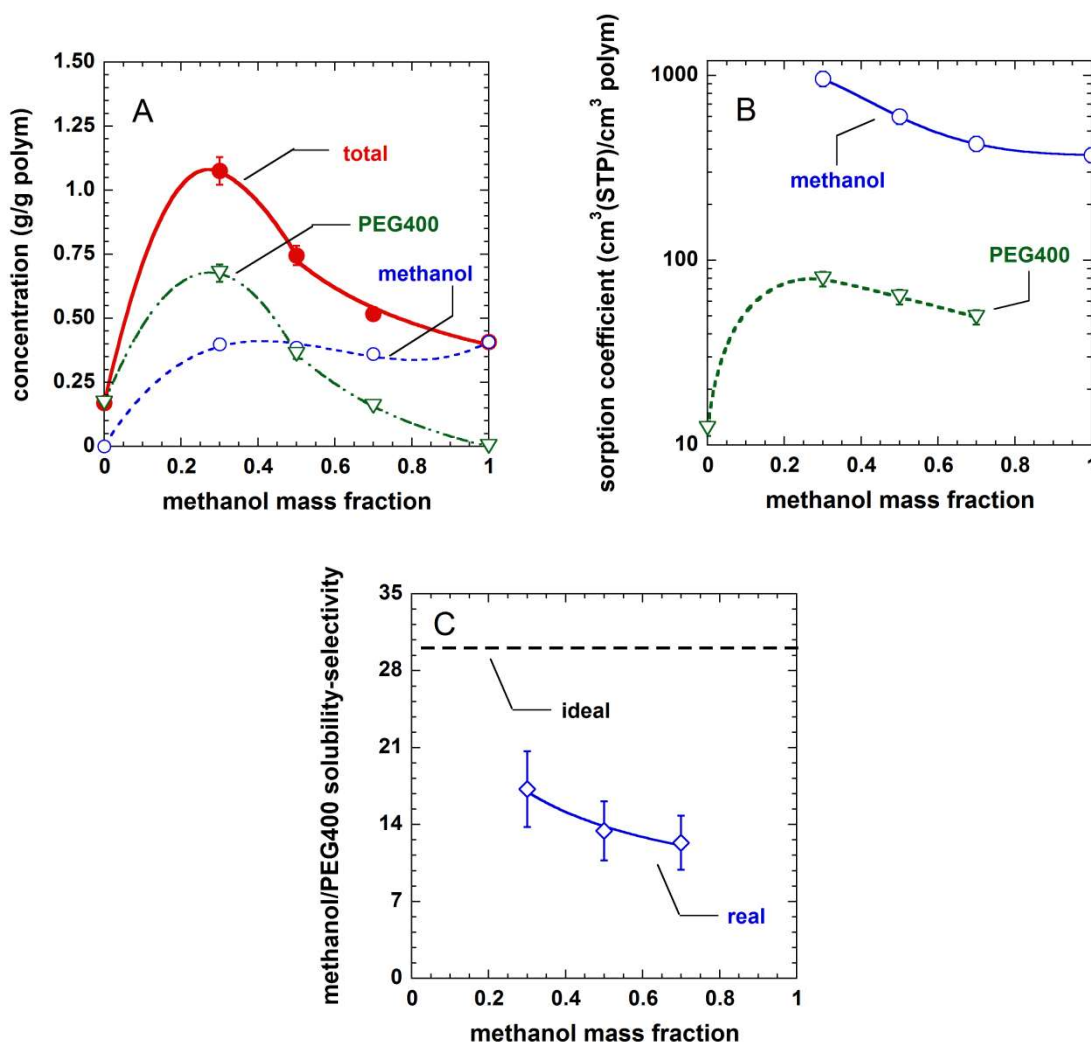 A
concentration (g/g polym)
1.50
1.25
1.0
0.75
0.50
0.25
0
total
PEG400
methanol
0 0.2 0.4 0.6 0.8 1
methanol mass fraction
B
sorption coefficient (cm³(STP)/cm³ polym)
1000
100
10
methanol
PEG400
0 0.2 0.4 0.6 0.8 1
methanol mass fraction
C
methanol/PEG400 solubility-selectivity
35
28
21
14
7
0
ideal
real
0 0.2 0.4 0.6 0.8 1
methanol mass fraction